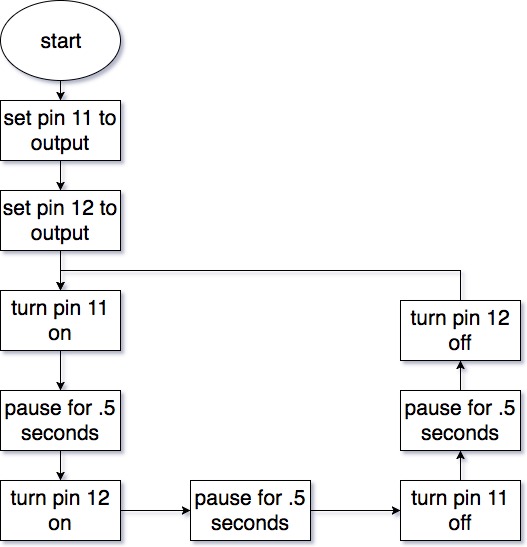 start
set pin 11 to
output
set pin 12 to
output
turn pin 11
on
pause for .5
seconds
turn pin 12
on
pause for .5
seconds
turn pin 11
off
pause for .5
seconds
turn pin 12
off